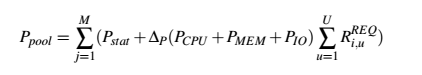 P_{pool} = \sum_{j=1}^{M} (P_{stat} + \Delta_P (P_{CPU} + P_{MEM} + P_{IO}) \sum_{u=1}^{U} R_{i,u}^{REQ})